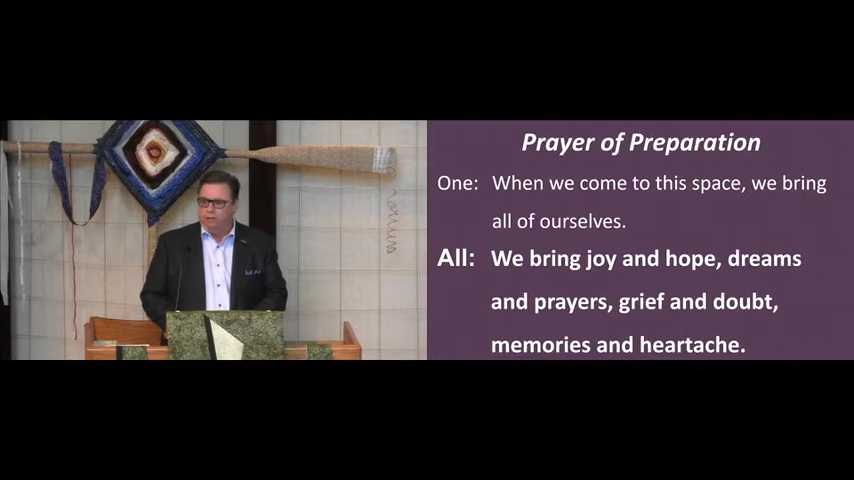 Prayer of Preparation
One: When we come to this space, we bring
all of ourselves.
All: We bring joy and hope, dreams
and prayers, grief and doubt,
memories and heartache.